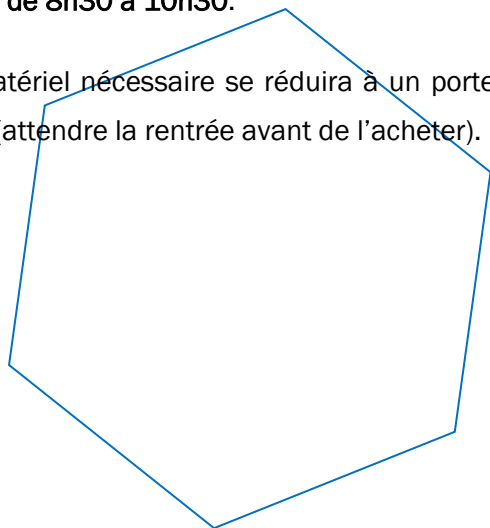 de 8h30 à 10h30.
atériel nécessaire se réduira à un porte
(attendre la rentrée avant de l'acheter).